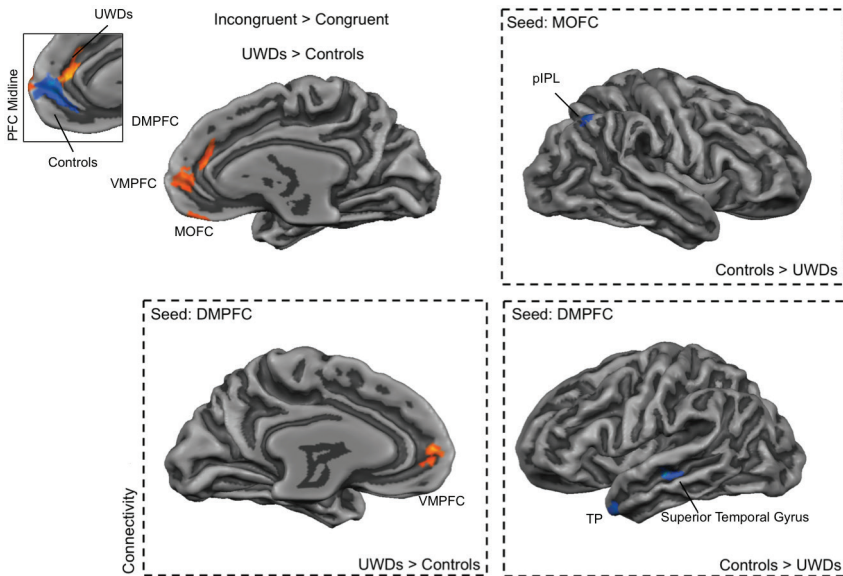 UWDs
PFC Midline
Controls
Incongruent > Congruent
UWDs > Controls
DMPFC
VMPFC
MOFC
Seed: MOFC
pIPL
Controls > UWDs
Connectivity
Seed: DMPFC
VMPFC
UWDs > Controls
Seed: DMPFC
TP
Superior Temporal Gyrus
Controls > UWDs